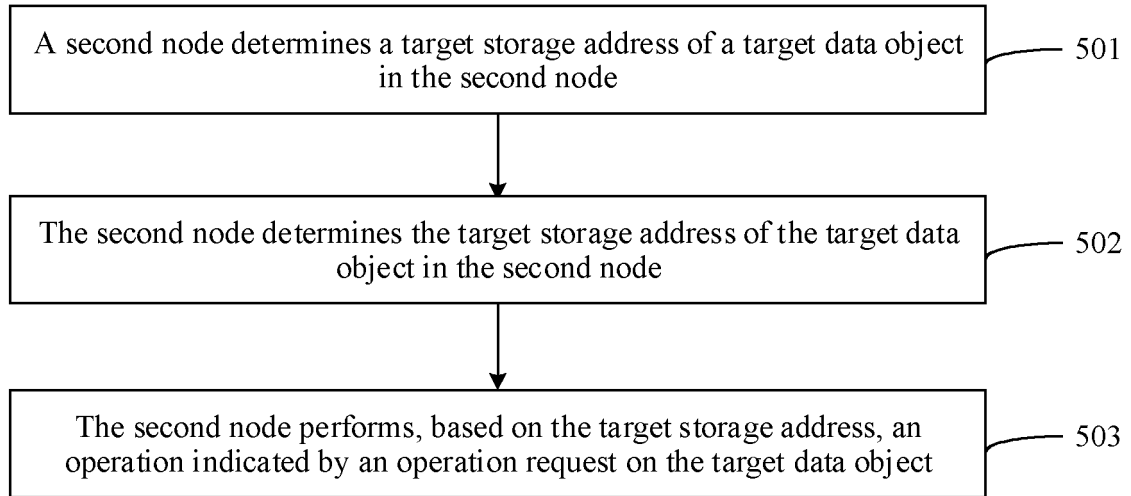 A second node determines a target storage address of a target data object
in the second node
501
The second node determines the target storage address of the target data
object in the second node
502
The second node performs, based on the target storage address, an
operation indicated by an operation request on the target data object
503